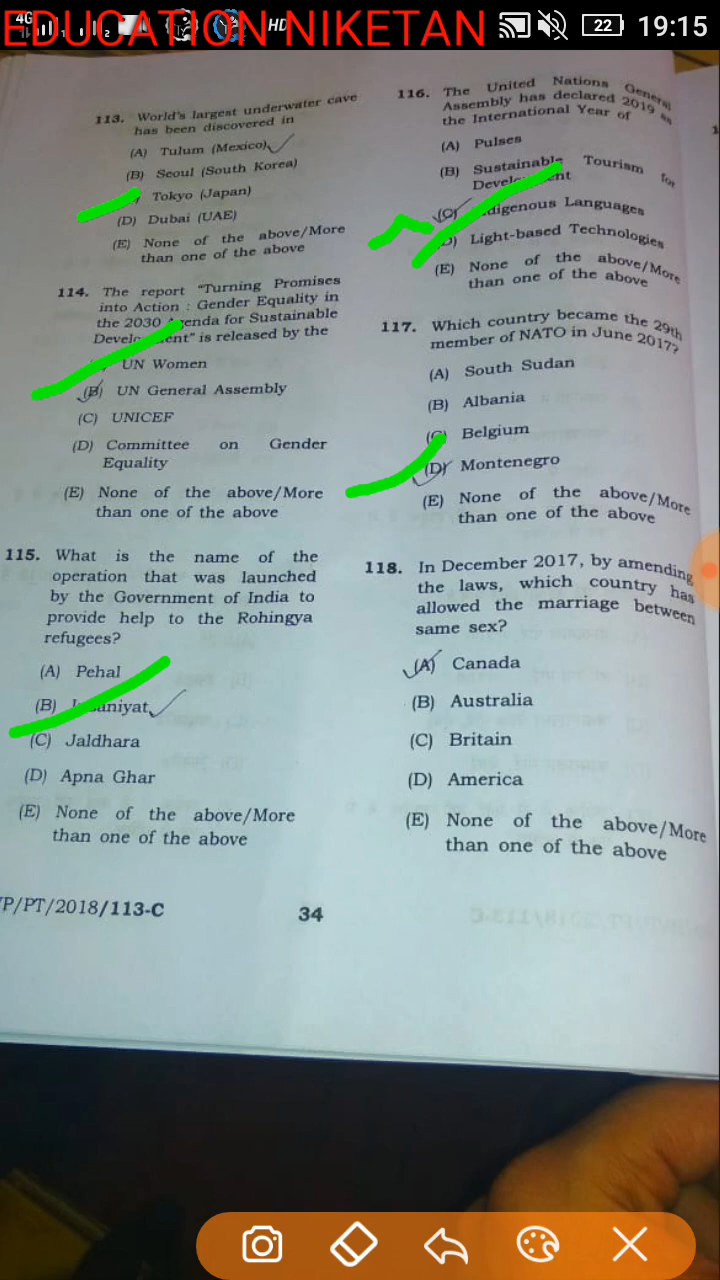 EDUCATION NIKETAN
4G
2
HD
22
19:15
113. World's largest underwater cave
has been discovered in
(A) Tulum (Mexico)
(B) Seoul (South Korea)
Tokyo (Japan)
(D) Dubai (UAE)
(E) None of the above/More
than one of the above
114. The report "Turning Promises
into Action : Gender Equality in
the 2030 Agenda for Sustainable
Development" is released by the
UN Women
(B) UN General Assembly
(C) UNICEF
(D) Committee on Gender
Equality
(E) None of the above/More
than one of the above
115. What is the name of the
operation that was launched
by the Government of India to
provide help to the Rohingya
refugees?
(A) Pehal
(B) Insaniyat
(C) Jaldhara
(D) Apna Ghar
(E) None of the above/More
than one of the above
P/PT/2018/113-C
34
116. The United Nations General
Assembly has declared 2019 as
the International Year of
(A) Pulses
(B) Sustainable Tourism for
Development
(C) Indigenous Languages
(D) Light-based Technologies
(E) None of the above/More
than one of the above
117. Which country became the 29th
member of NATO in June 2017?
(A) South Sudan
(B) Albania
(C) Belgium
(D) Montenegro
(E) None of the above/More
than one of the above
118. In December 2017, by amending
the laws, which country has
allowed the marriage between
same sex?
(A) Canada
(B) Australia
(C) Britain
(D) America
(E) None of the above/More
than one of the above